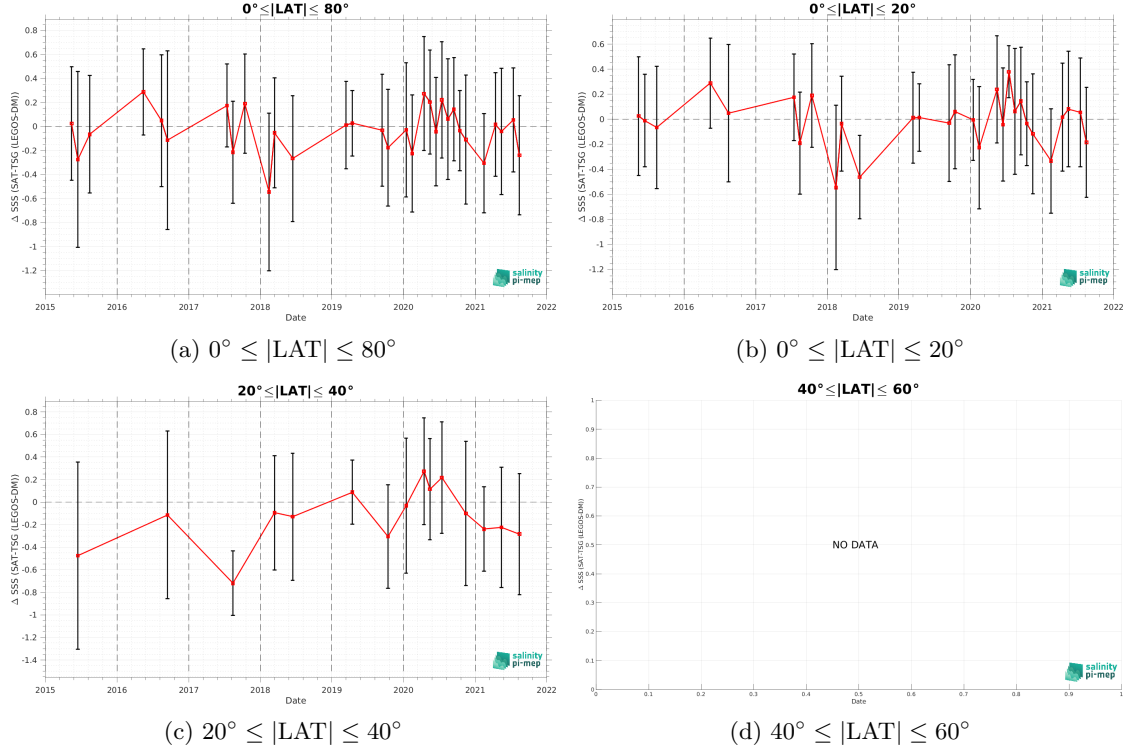 0°≤|LAT|≤ 80°
Δ SSS (SAT-TSG (LEGOS-DM))
0.8
0.6
0.4
0.2
0
-0.2
-0.4
-0.6
-0.8
-1
-1.2
2015 2016 2017 2018 2019 2020 2021 2022
Date
salinity
pi-mep
(a) 0° ≤ |LAT| ≤ 80°
0°≤|LAT|≤ 20°
Δ SSS (SAT-TSG (LEGOS-DM))
0.6
0.4
0.2
0
-0.2
-0.4
-0.6
-0.8
-1
-1.2
2015 2016 2017 2018 2019 2020 2021 2022
Date
salinity
pi-mep
(b) 0° ≤ |LAT| ≤ 20°
20°≤|LAT|≤ 40°
Δ SSS (SAT-TSG (LEGOS-DM))
0.8
0.6
0.4
0.2
0
-0.2
-0.4
-0.6
-0.8
-1
-1.2
-1.4
2015 2016 2017 2018 2019 2020 2021 2022
Date
salinity
pi-mep
(c) 20° ≤ |LAT| ≤ 40°
40°≤|LAT|≤ 60°
Δ SSS (SAT-TSG (LEGOS-DM))
1
0.9
0.8
0.7
0.6
0.5
0.4
0.3
0.2
0.1
0
NO DATA
0 0.1 0.2 0.3 0.4 0.5 0.6 0.7 0.8 0.9 1
Date
salinity
pi-mep
(d) 40° ≤ |LAT| ≤ 60°